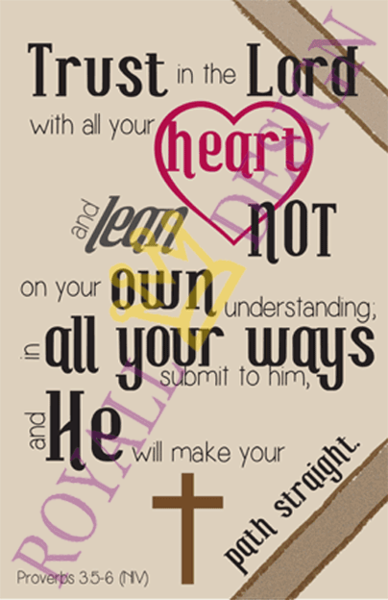 Trust in the Lord
with all your heart
and lean NOT
on your own understanding;
in all your ways
submit to him,
and He will make your
path straight.
Proverbs 3:5-6 (NIV)
ROYALL DESIGN